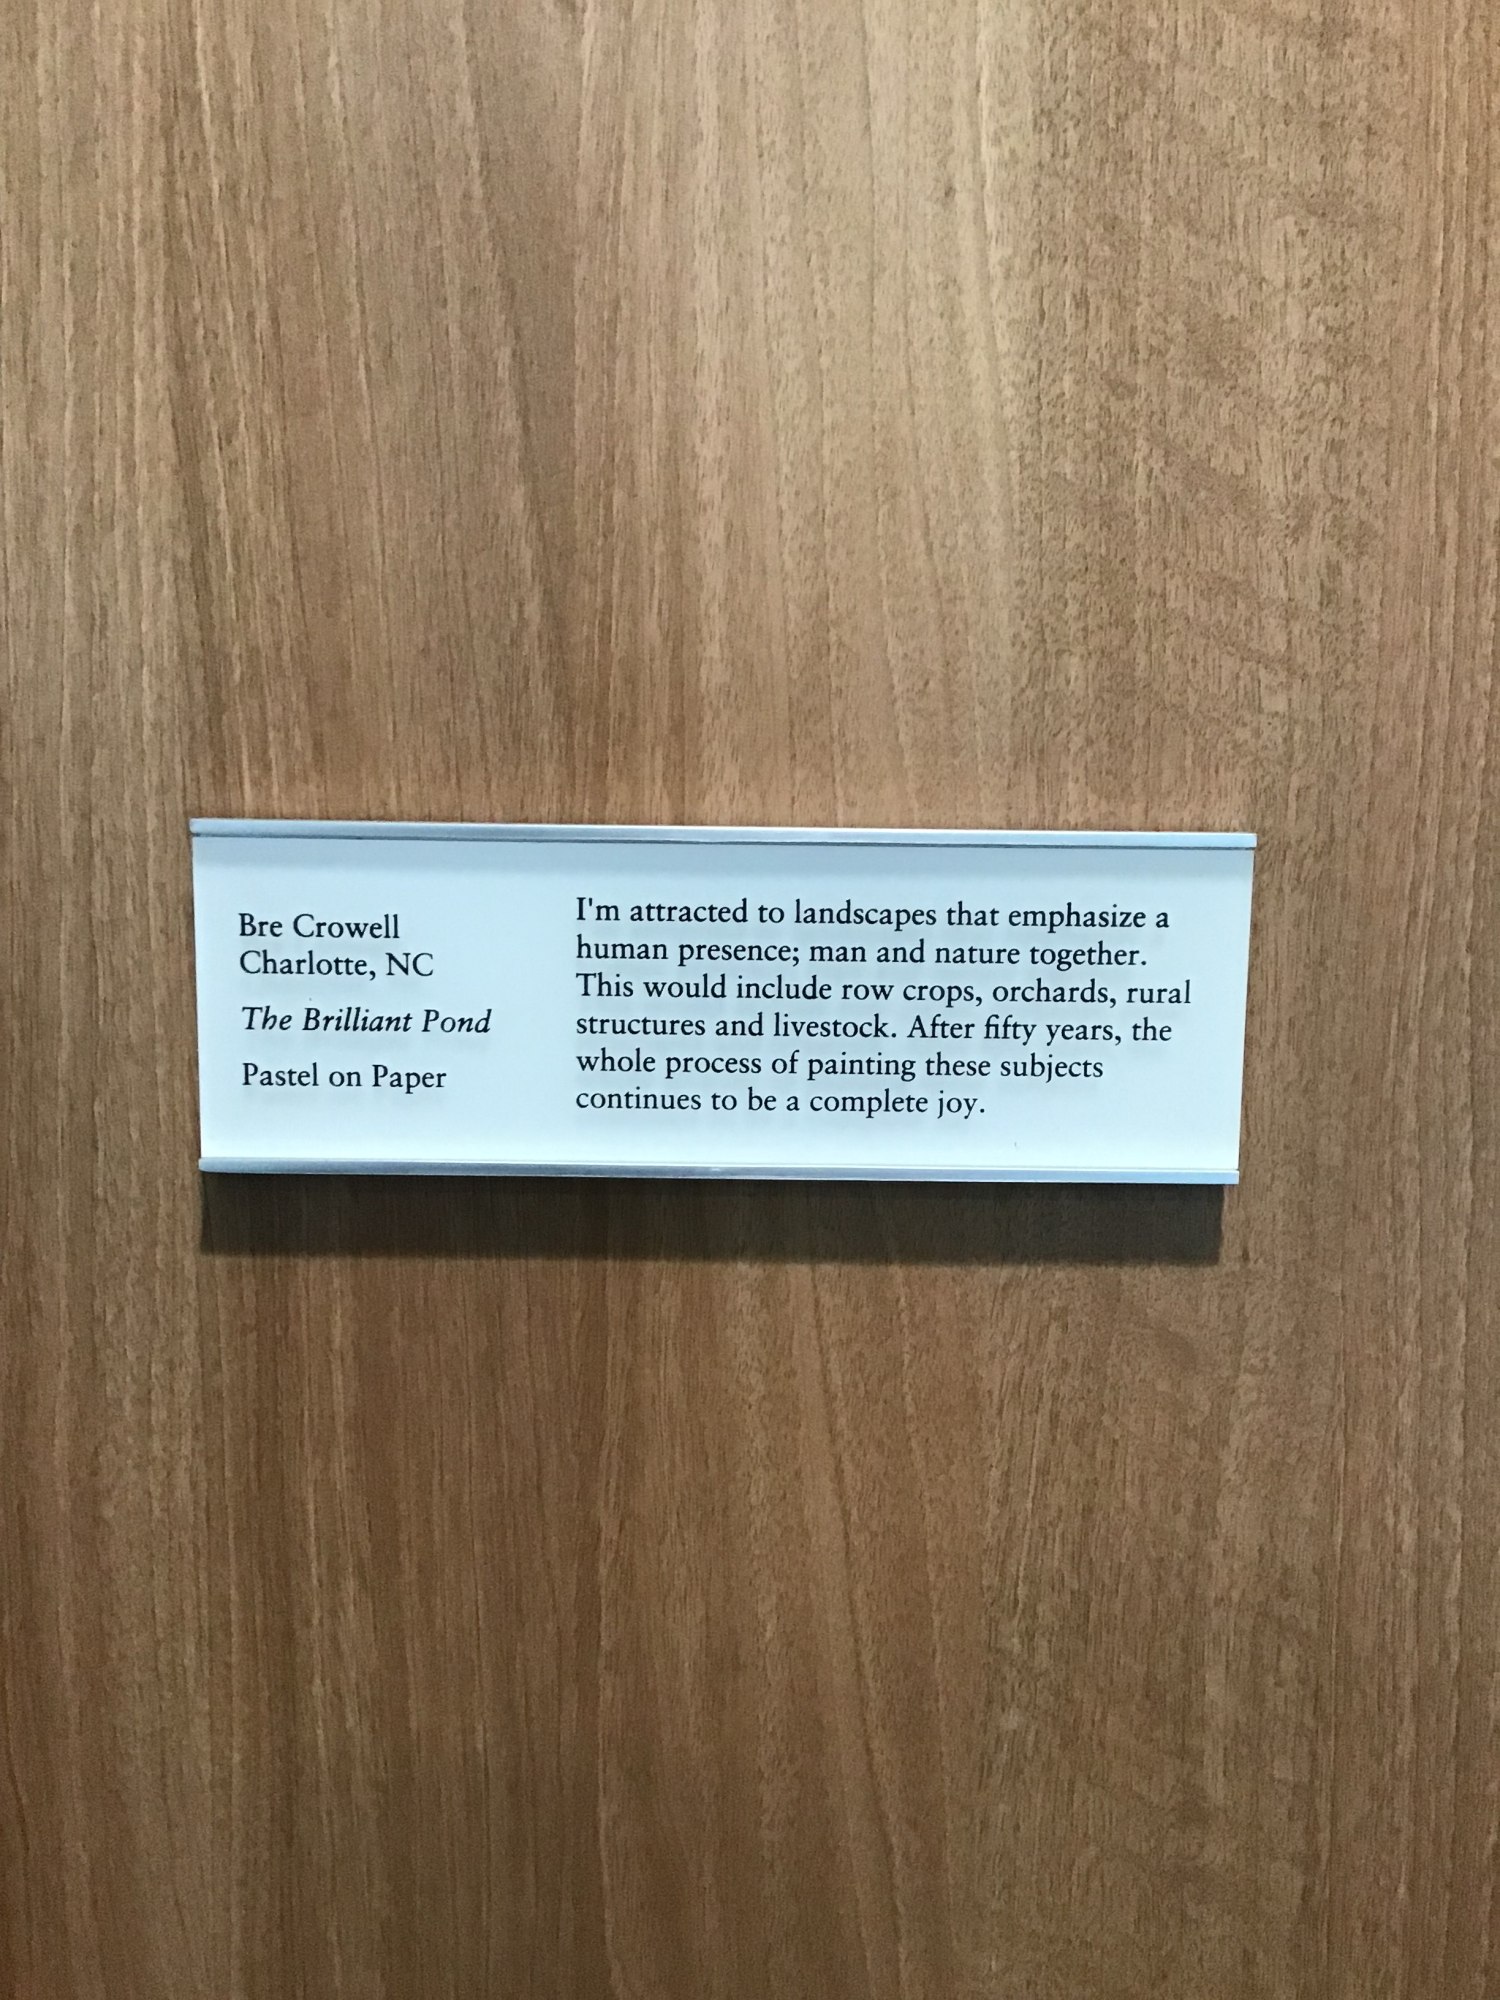 Bre Crowell
Charlotte, NC
The Brilliant Pond
Pastel on Paper
I'm attracted to landscapes that emphasize a
human presence; man and nature together.
This would include row crops, orchards, rural
structures and livestock. After fifty years, the
whole process of painting these subjects
continues to be a complete joy.